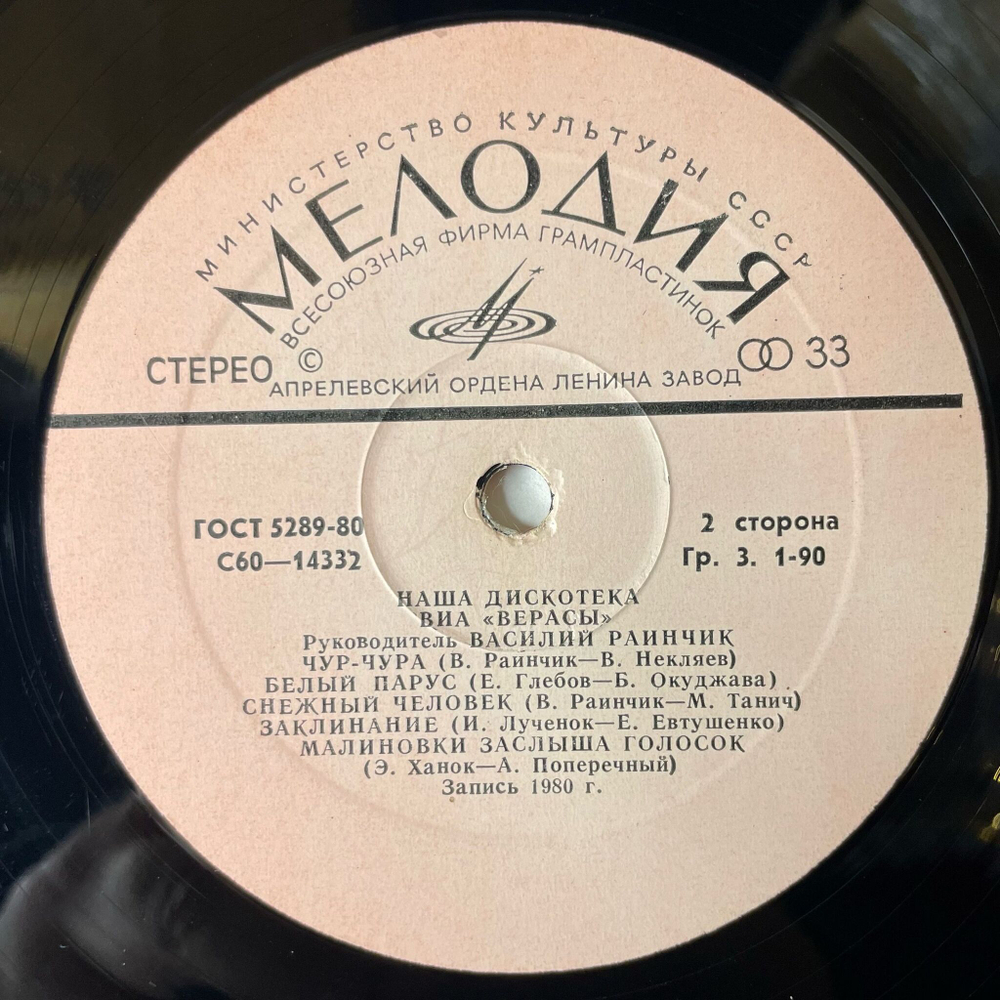 МИНИСТЕРСТВО КУЛЬТУРЫ СССР
МЕЛОДИЯ
ВСЕСОЮЗНАЯ ФИРМА ГРАМПЛАСТИНОК
СТЕРЕО © 33
АПРЕЛЕВСКИЙ ОРДЕНА ЛЕНИНА ЗАВОД
ГОСТ 5289-80 2 сторона
С60—14332 Гр. 3. 1-90
НАША ДИСКОТЕКА
ВИА «ВЕРАСЫ»
Руководитель ВАСИЛИЙ РАИНЧИК
ЧУР-ЧУРА (В. Раинчик—В. Некляев)
БЕЛЫЙ ПАРУС (Е. Глебов—Б. Окуджава)
СНЕЖНЫЙ ЧЕЛОВЕК (В. Раинчик—М. Танич)
ЗАКЛИНАНИЕ (И. Лученок—Е. Евтушенко)
МАЛИНОВКИ ЗАСЛЫША ГОЛОСОК
(Э. Ханок—А. Поперечный)
Запись 1980 г.